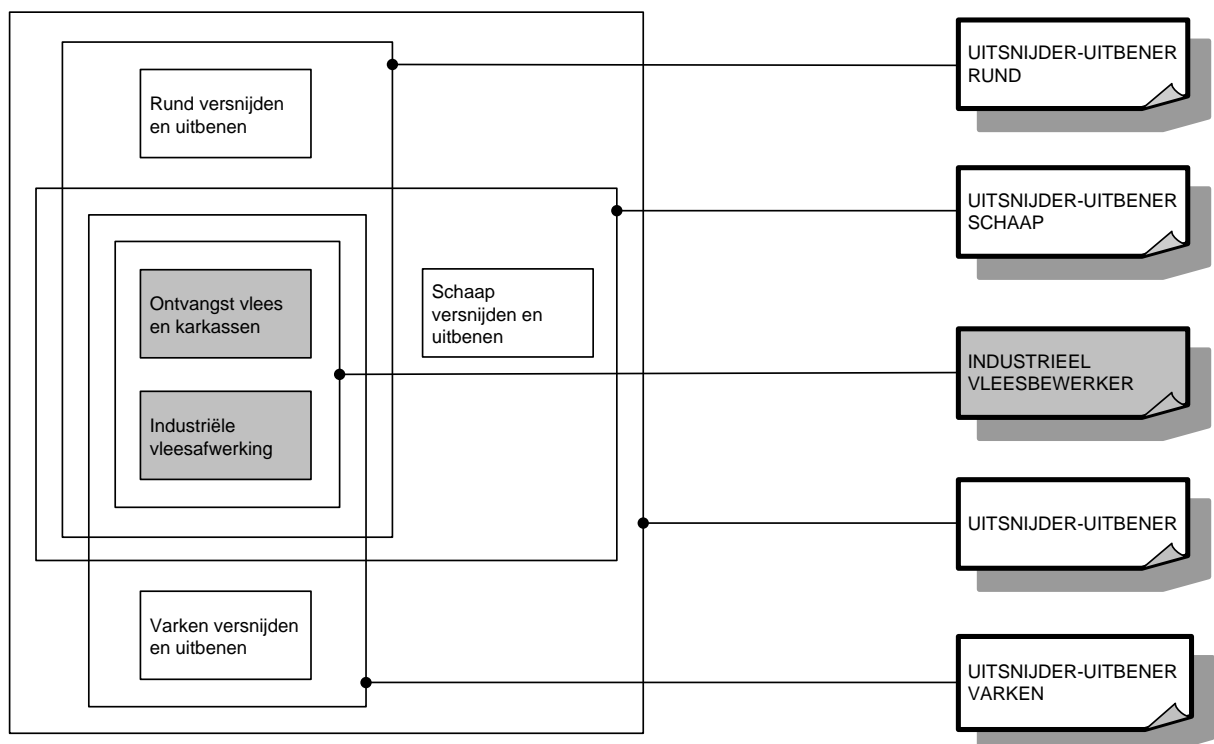 Rund versnijden
en uitbenen
Ontvangst vlees
en karkassen
Industriële
vleesafwerking
Schaap
versnijden en
uitbenen
Varken versnijden
en uitbenen
UITSNIJDER-UITBENER
RUND
UITSNIJDER-UITBENER
SCHAAP
INDUSTRIEEL
VLEESBEWERKER
UITSNIJDER-UITBENER
UITSNIJDER-UITBENER
VARKEN